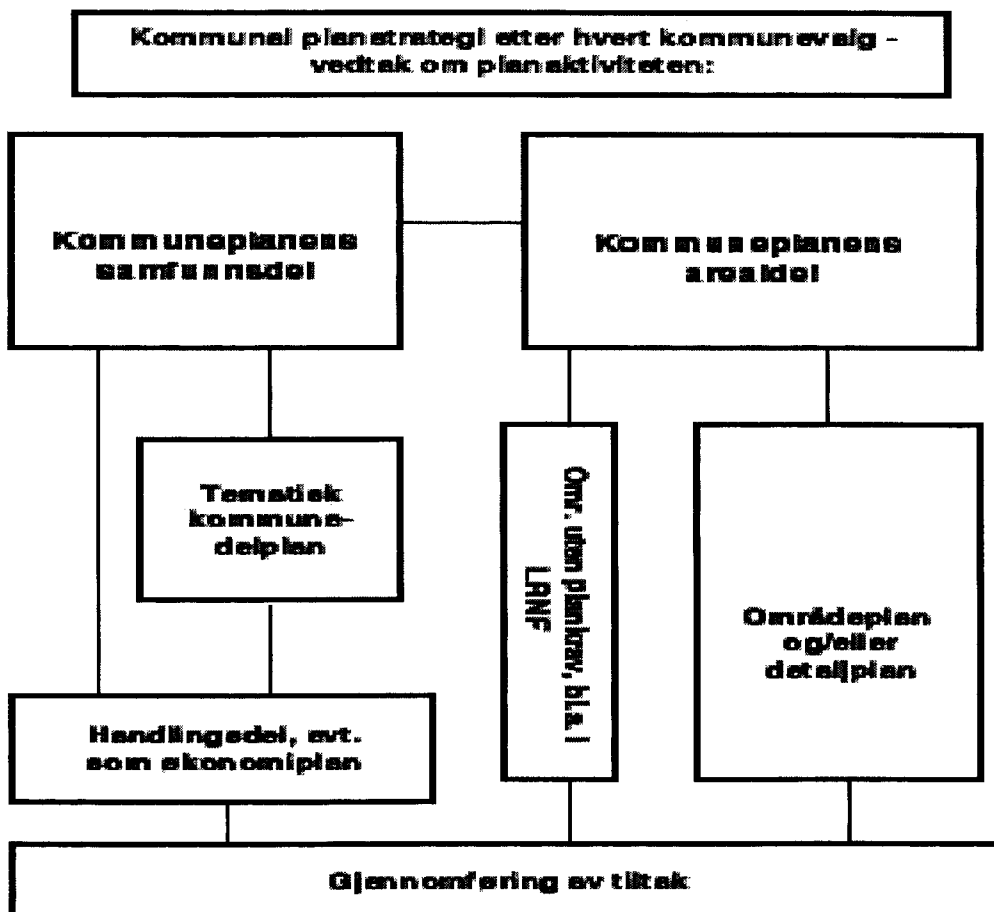 Kommunal planstrategi etter hvert kommunevalg –
vedtak om planaktiviteten:
Kommuneplanens
samfunnsdel
Kommuneplanens
arealdel
Tematisk
kommune-
delplan
Omr. uten plankrav, bl.a. i
LRNF
Områdeplan
og/eller
detaljplan
Handlingsdel, evt.
som økonomiplan
Gjennomføring av tiltak